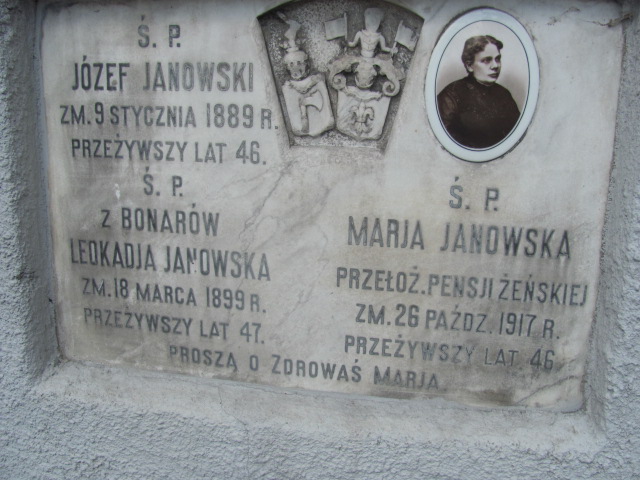 Ś. P.
JÓZEF JANOWSKI
ZM. 9 STYCZNIA 1889 R.
PRZEŻYWSZY LAT 46.
Ś. P.
Z BONARÓW
LEOKADJA JANOWSKA
ZM. 18 MARCA 1899 R.
PRZEŻYWSZY LAT 47.
Ś. P.
MARJA JANOWSKA
PRZEŁOŻ. PENSJI ŻEŃSKIEJ
ZM. 26 PAŹDZ. 1917 R.
PRZEŻYWSZY LAT 46.
PROSZĄ O ZDROWAŚ MARJA.